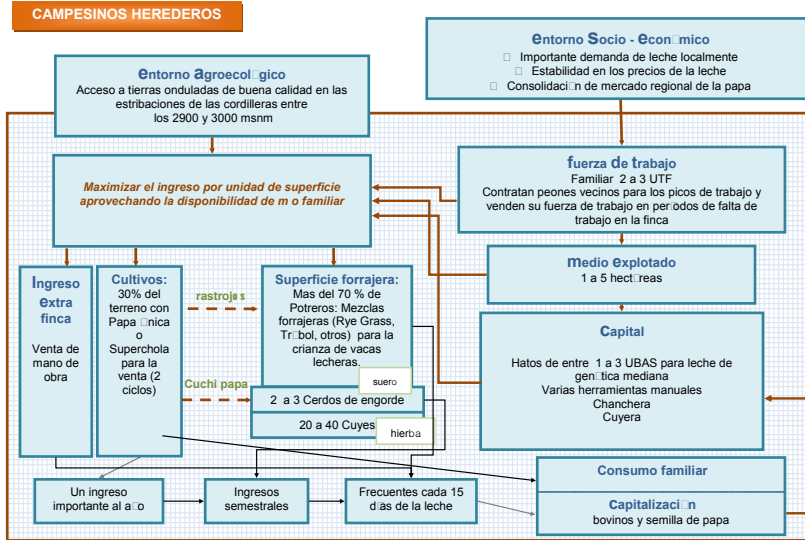 CAMPESINOS HEREDEROS
entorno Socio - econ□mico
□ Importante demanda de leche localmente
□ Estabilidad en los precios de la leche
□ Consolidaci□n de mercado regional de la papa
entorno agroecol□gico
Acceso a tierras onduladas de buena calidad en las
estribaciones de las cordilleras entre
los 2900 y 3000 msnm
fuerza de trabajo
Familiar 2 a 3 UTF
Contratan peones vecinos para los picos de trabajo y
venden su fuerza de trabajo en per□odos de falta de
trabajo en la finca
Maximizar el ingreso por unidad de superficie
aprovechando la disponibilidad de m o familiar
medio explotado
1 a 5 hect□reas
Ingreso
extra
finca
Venta de
mano de
obra
Cultivos:
30% del
terreno con
Papa □nica
o
Superchola
para la
venta (2
ciclos)
rastrojos
Cuchi papa
Superficie forrajera:
Mas del 70 % de
Potreros: Mezclas
forrajeras (Rye Grass,
Tr□bol, otros) para la
crianza de vacas
lecheras.
suero
2 a 3 Cerdos de engorde
20 a 40 Cuyes
hierba
Capital
Hatos de entre 1 a 3 UBAS para leche de
gen□tica mediana
Varias herramientas manuales
Chanchera
Cuyera
Un ingreso
importante al a□o
Ingresos
semestrales
Frecuentes cada 15
d□as de la leche
Consumo familiar
Capitalizaci□n
bovinos y semilla de papa